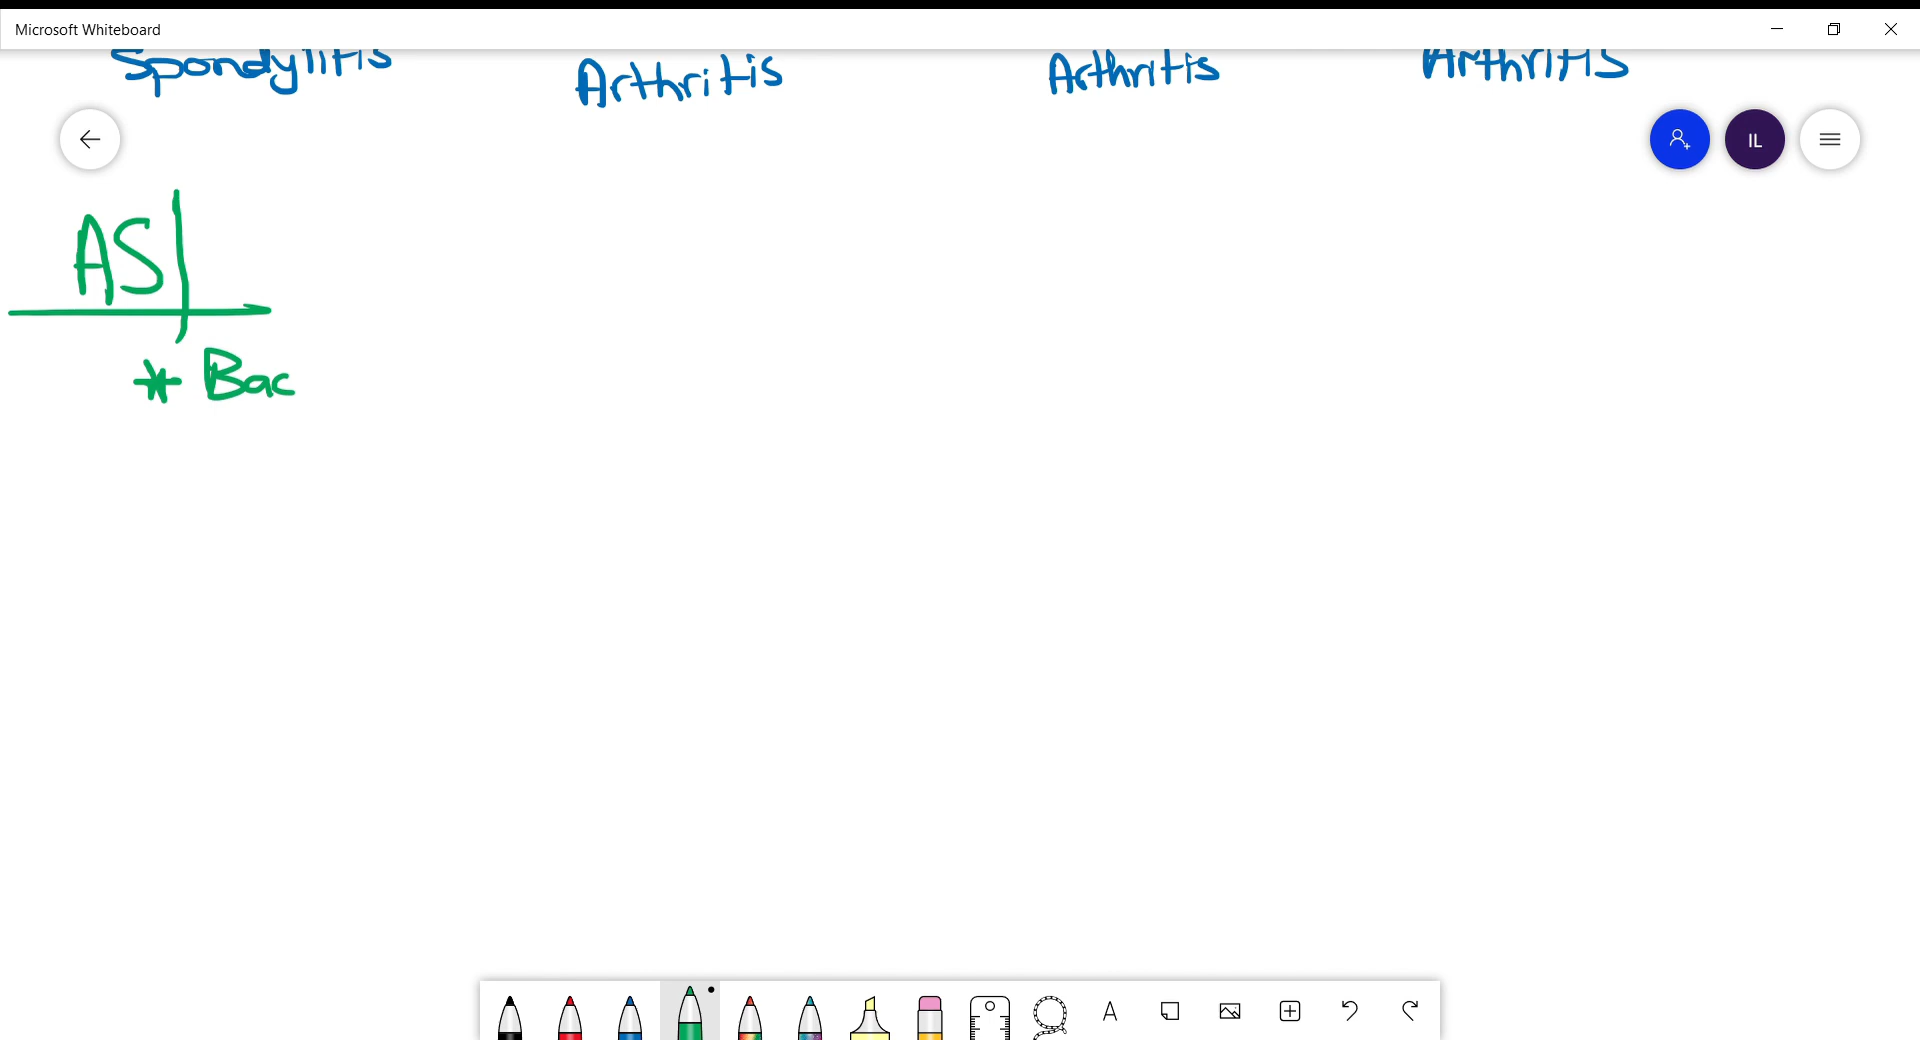 Microsoft Whiteboard
Spondylitis Arthritis Arthritis Arthritis
IL
AS
* Bac
A